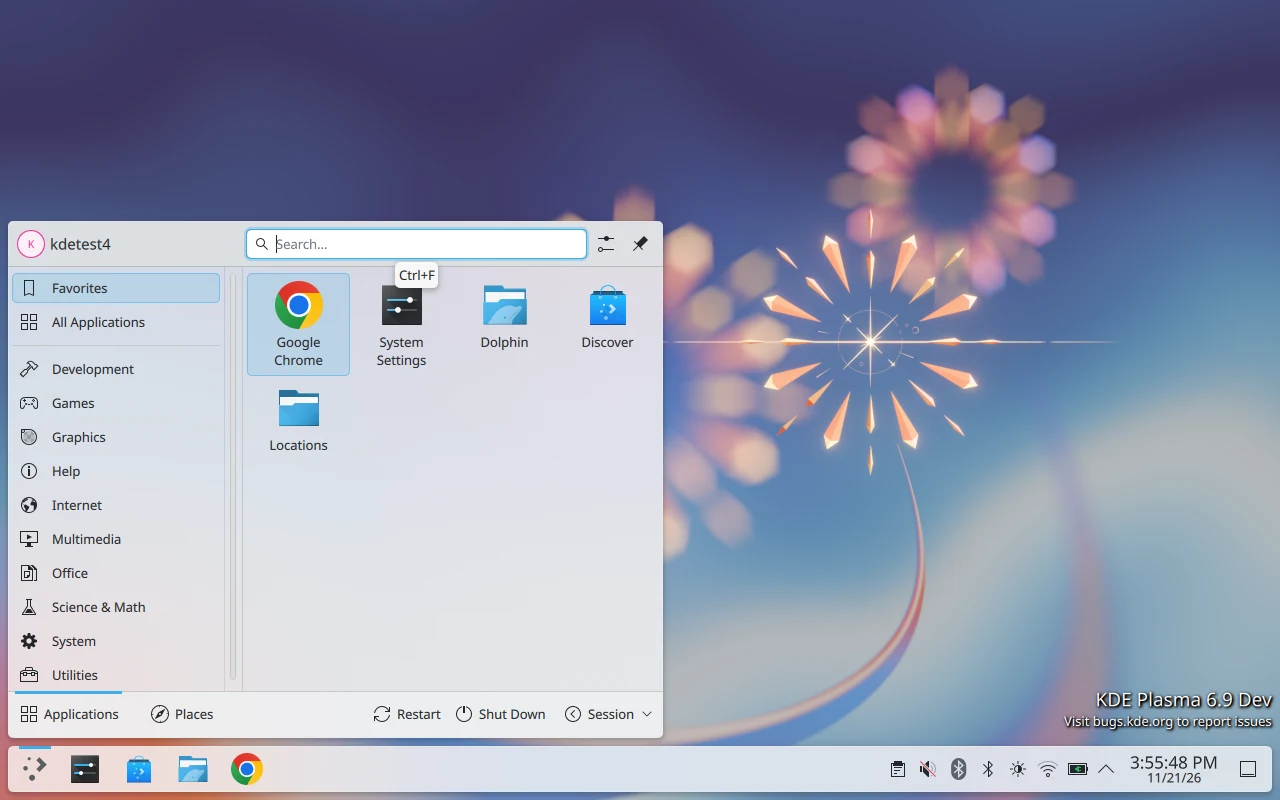 K
kdetest4
Search...
Ctrl+F
Favorites
All Applications
Development
Games
Graphics
Help
Internet
Multimedia
Office
Science & Math
System
Utilities
Google
Chrome
System
Settings
Dolphin
Discover
Locations
Applications
Places
Restart
Shut Down
Session
KDE Plasma 6.9 Dev
Visit bugs.kde.org to report issues
3:55:48 PM
11/21/26